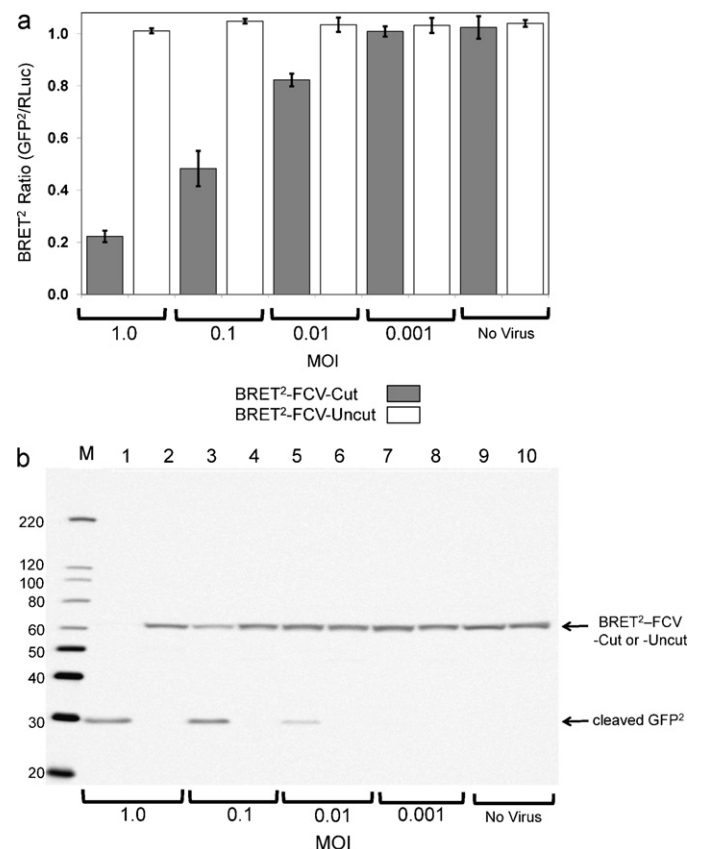 a
BRET² Ratio (GFP²/RLuc)
1.0
0.8
0.6
0.4
0.2
0.0
1.0 0.1 0.01 0.001 No Virus
MOI
BRET²-FCV-Cut
BRET²-FCV-Uncut
b
M 1 2 3 4 5 6 7 8 9 10
220
120
100
80
60
50
40
30
20
BRET²–FCV
-Cut or -Uncut
cleaved GFP²
1.0 0.1 0.01 0.001 No Virus
MOI